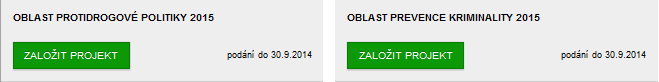 OBLAST PROTIDROGOVÉ POLITIKY 2015
ZALOŽIT PROJEKT
podání do 30.9.2014
OBLAST PREVENCE KRIMINALITY 2015
ZALOŽIT PROJEKT
podání do 30.9.2014